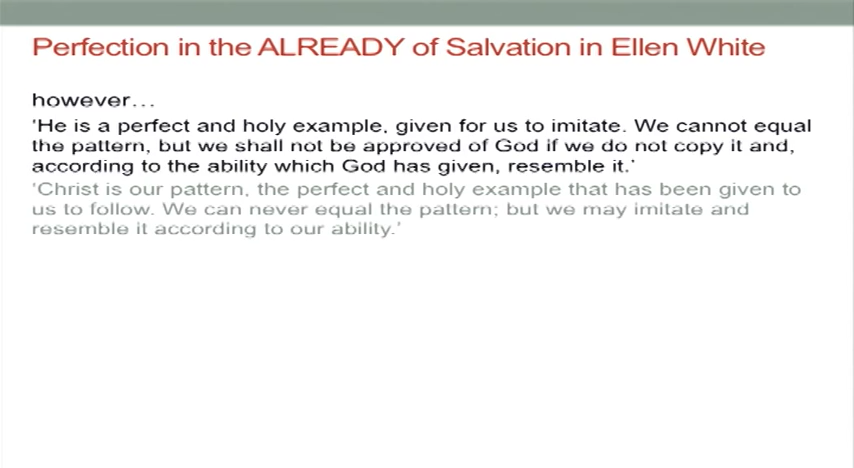 Perfection in the ALREADY of Salvation in Ellen White
however...
'He is a perfect and holy example, given for us to imitate. We cannot equal
the pattern, but we shall not be approved of God if we do not copy it and,
according to the ability which God has given, resemble it.'
'Christ is our pattern, the perfect and holy example that has been given to
us to follow. We can never equal the pattern; but we may imitate and
resemble it according to our ability.'